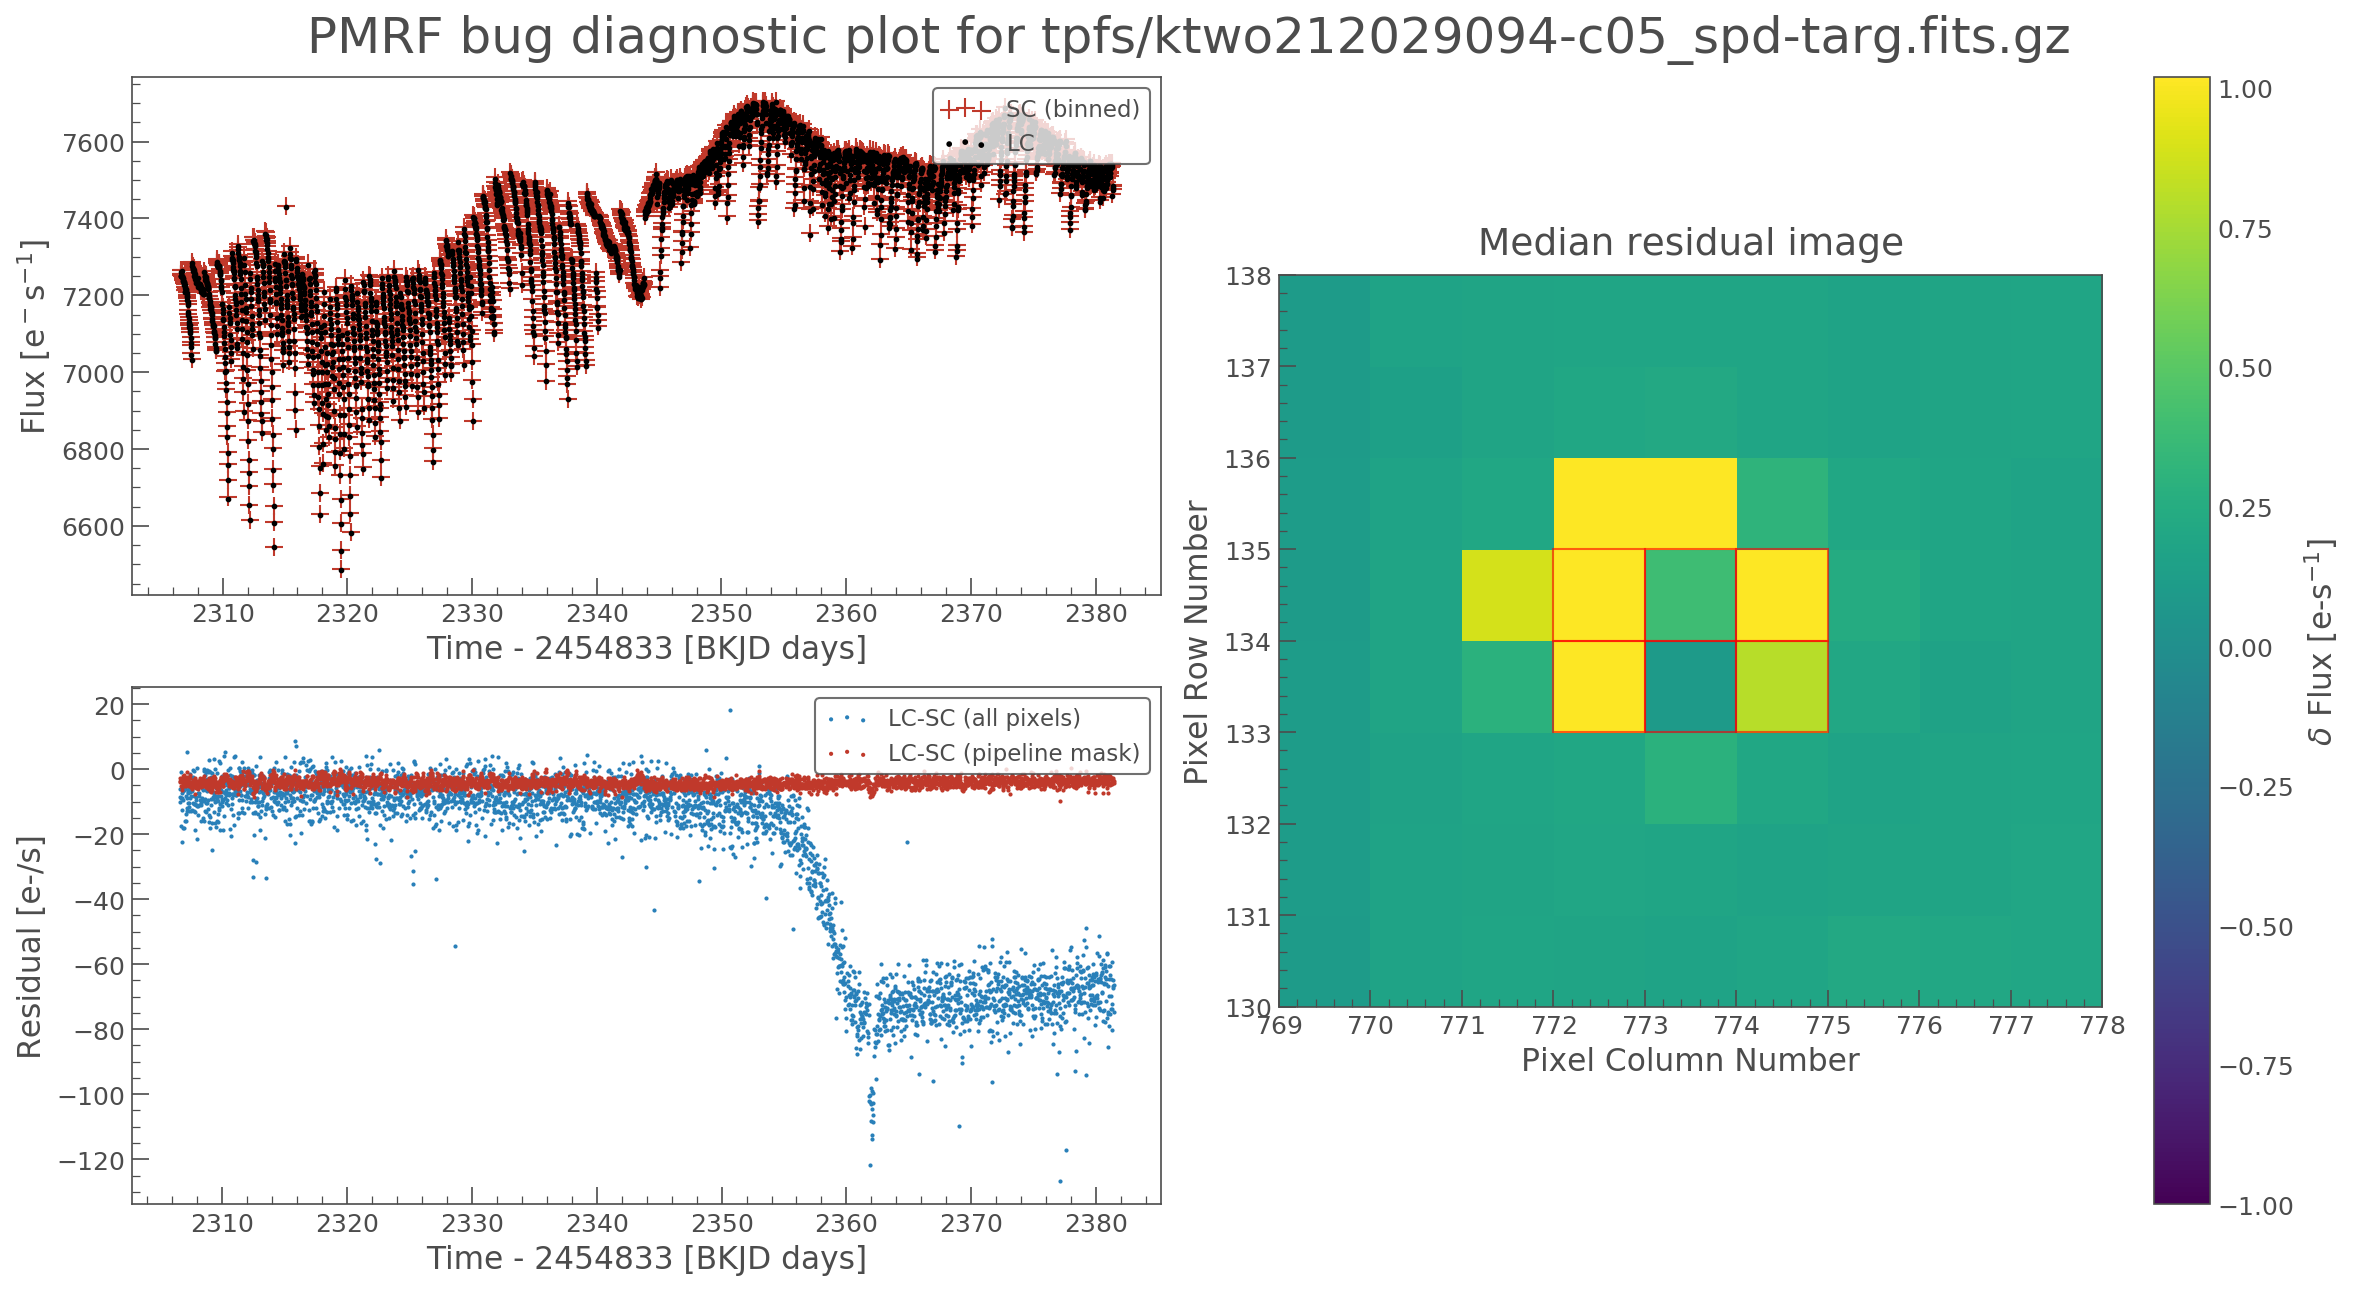 PMRF bug diagnostic plot for tpfs/ktwo212029094-c05_spd-targ.fits.gz
Flux [e⁻ s⁻¹]
7600
7400
7200
7000
6800
6600
SC (binned)
LC
2310 2320 2330 2340 2350 2360 2370 2380
Time - 2454833 [BKJD days]
Residual [e-/s]
20
0
−20
−40
−60
−80
−100
−120
LC-SC (all pixels)
LC-SC (pipeline mask)
2310 2320 2330 2340 2350 2360 2370 2380
Time - 2454833 [BKJD days]
Median residual image
Pixel Row Number
138
137
136
135
134
133
132
131
130
769 770 771 772 773 774 775 776 777 778
Pixel Column Number
1.00
0.75
0.50
0.25
0.00
−0.25
−0.50
−0.75
−1.00
δ Flux [e-s⁻¹]